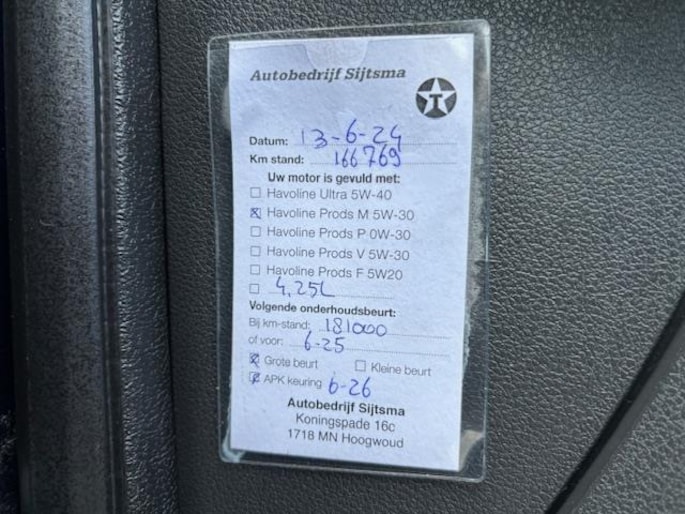 Autobedrijf Sijtsma
T
Datum: 13-6-24
Km stand: 166769
Uw motor is gevuld met:
Havoline Ultra 5W-40
Havoline Prods M 5W-30
Havoline Prods P 0W-30
Havoline Prods V 5W-30
Havoline Prods F 5W20
4,25L
Volgende onderhoudsbeurt:
Bij km-stand: 181000
of voor: 6-25
Grote beurt Kleine beurt
APK keuring 6-26
Autobedrijf Sijtsma
Koningspade 16c
1718 MN Hoogwoud